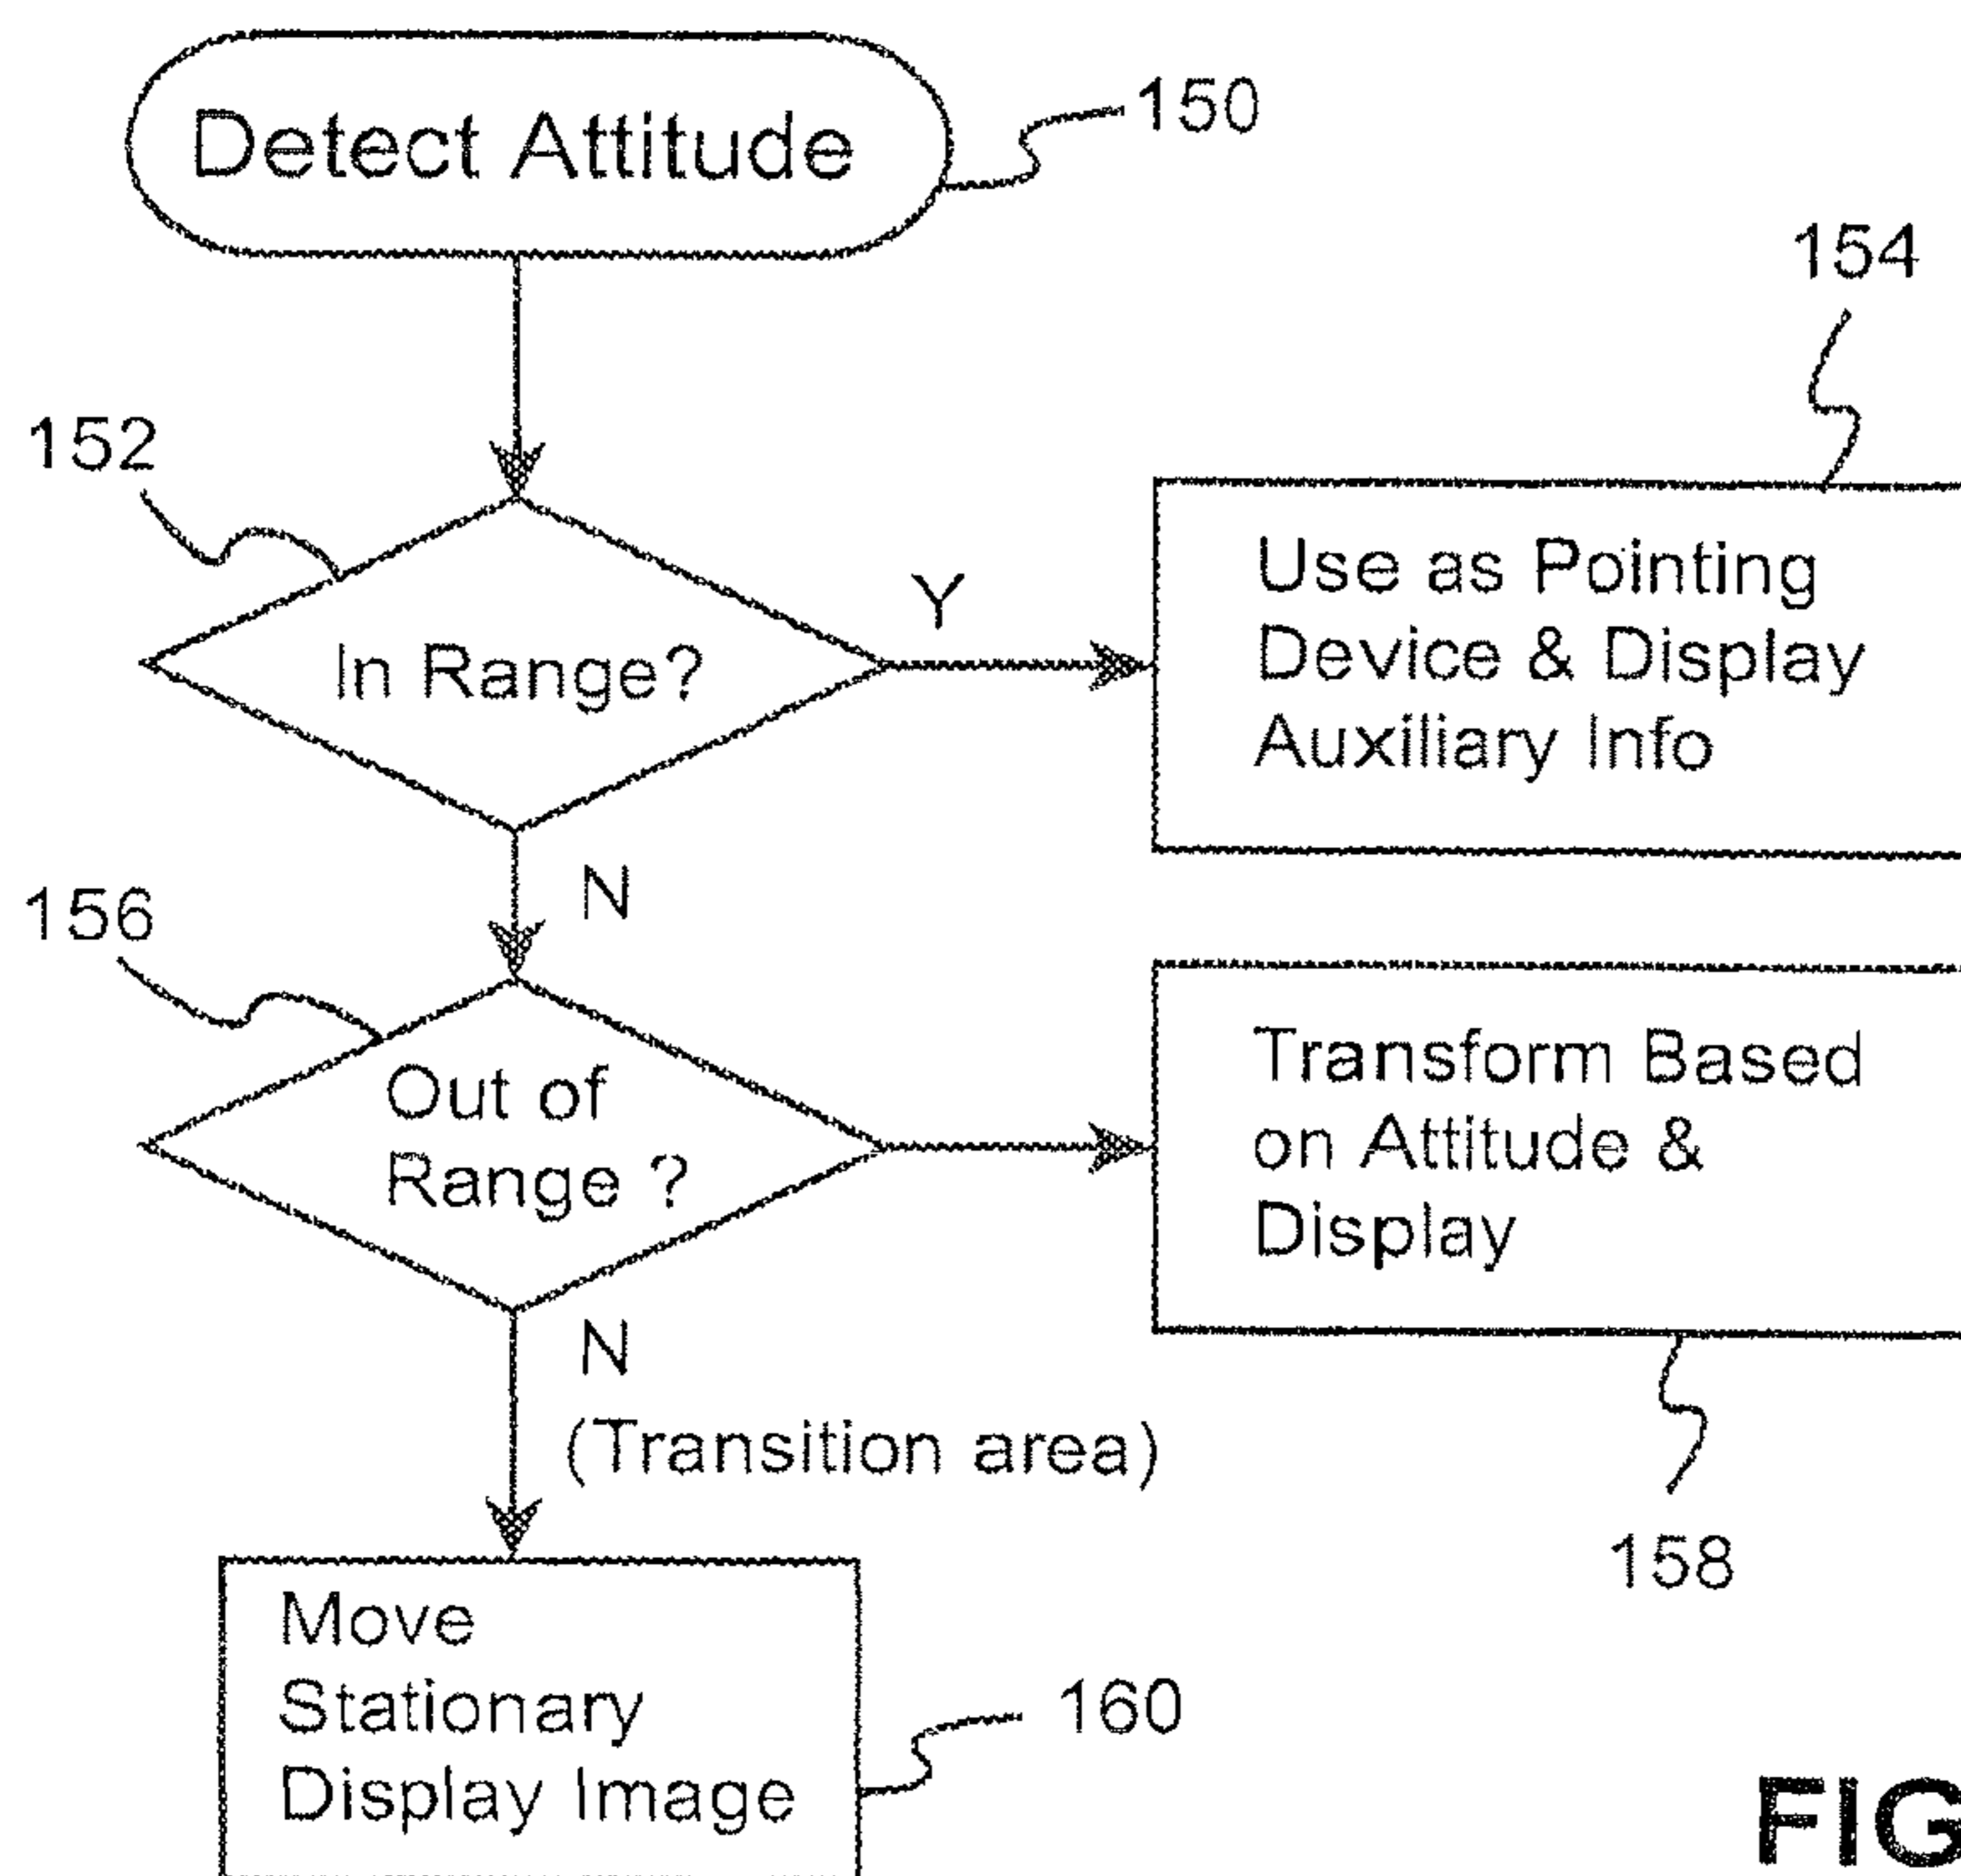 Detect Attitude
150
154
152
In Range?
Y
Use as Pointing
Device & Display
Auxiliary Info
N
156
Out of
Range ?
Transform Based
on Attitude &
Display
N
(Transition area)
158
Move
Stationary
Display Image
160
FIG